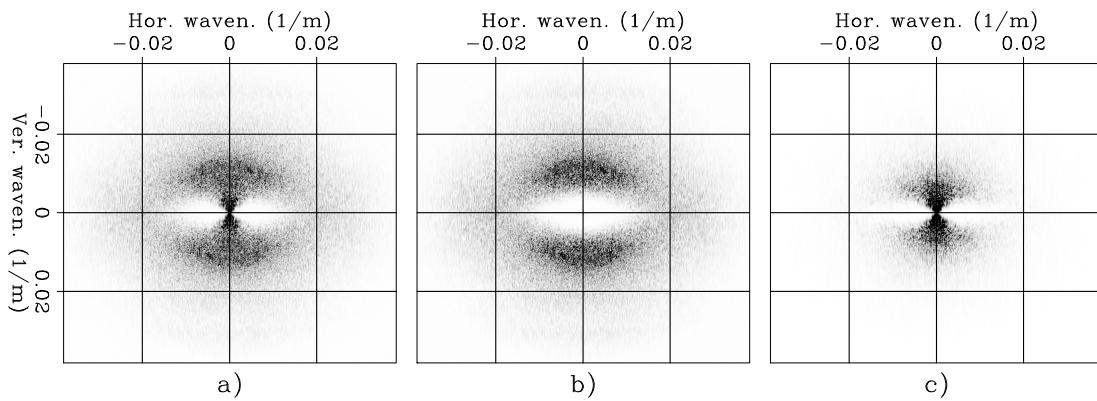 Hor. waven. (1/m)
−0.02 0 0.02
Hor. waven. (1/m)
−0.02 0 0.02
Hor. waven. (1/m)
−0.02 0 0.02
Ver. waven. (1/m)
−0.02 0 0.02
a)
b)
c)